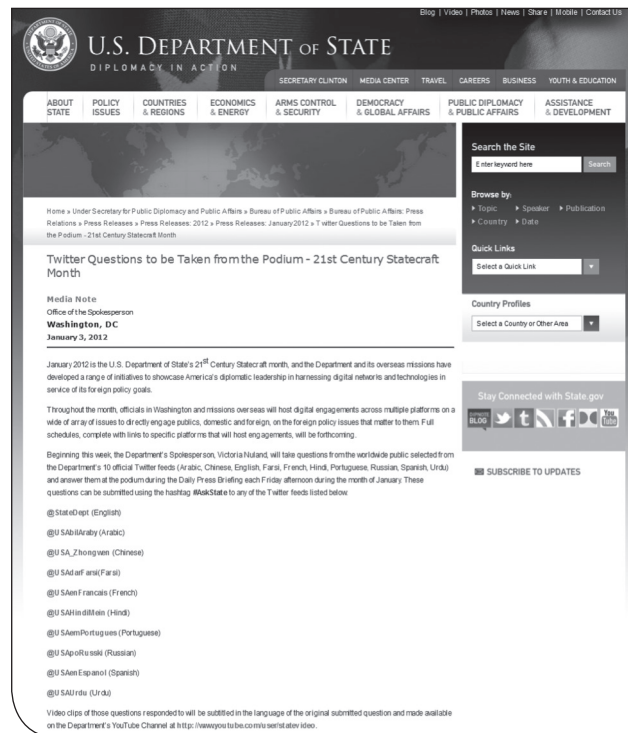 Blog | Video | Photos | News | Share | Mobile | Contact Us
U.S. DEPARTMENT OF STATE
DIPLOMACY IN ACTION
SECRETARY CLINTON MEDIA CENTER TRAVEL CAREERS BUSINESS YOUTH & EDUCATION
ABOUT STATE
POLICY ISSUES
COUNTRIES & REGIONS
ECONOMICS & ENERGY
ARMS CONTROL & SECURITY
DEMOCRACY & GLOBAL AFFAIRS
PUBLIC DIPLOMACY & PUBLIC AFFAIRS
ASSISTANCE & DEVELOPMENT
Home » Under Secretary for Public Diplomacy and Public Affairs » Bureau of Public Affairs » Bureau of Public Affairs: Press
Relations » Press Releases » Press Releases: 2012 » Press Releases: January 2012 » Twitter Questions to be Taken from
the Podium - 21st Century Statecraft Month
Twitter Questions to be Taken from the Podium - 21st Century Statecraft
Month
Media Note
Office of the Spokesperson
Washington, DC
January 3, 2012
January 2012 is the U.S. Department of State's 21st Century Statecraft month, and the Department and its overseas missions have
developed a range of initiatives to showcase America's diplomatic leadership in harnessing digital networks and technologies in
service of its foreign policy goals.
Throughout the month, officials in Washington and missions overseas will host digital engagements across multiple platforms on a
wide of array of issues to directly engage publics, domestic and foreign, on the foreign policy issues that matter to them. Full
schedules, complete with links to specific platforms that will host engagements, will be forthcoming.
Beginning this week, the Department's Spokesperson, Victoria Nuland, will take questions from the worldwide public selected from
the Department's 10 official Twitter feeds (Arabic, Chinese, English, Farsi, French, Hindi, Portuguese, Russian, Spanish, Urdu)
and answer them at the podium during the Daily Press Briefing each Friday afternoon during the month of January. These
questions can be submitted using the hashtag #AskState to any of the Twitter feeds listed below.
@StateDept (English)
@USAbilAraby (Arabic)
@USA_Zhongwen (Chinese)
@USAdarFarsi(Farsi)
@USAenFrancais (French)
@USAHindiMein (Hindi)
@USAemPortugues (Portuguese)
@USApoRusski (Russian)
@USAenEspanol (Spanish)
@USAUrdu (Urdu)
Video clips of those questions responded to will be subtitled in the language of the original submitted question and made available
on the Department's YouTube Channel at http://www.youtube.com/user/statevideo.
Search the Site
Enter keyword here Search
Browse by:
Topic Speaker Publication
Country Date
Quick Links
Select a Quick Link
Country Profiles
Select a Country or Other Area
Stay Connected with State.gov
DIPNOTE BLOG t f You Tube
SUBSCRIBE TO UPDATES